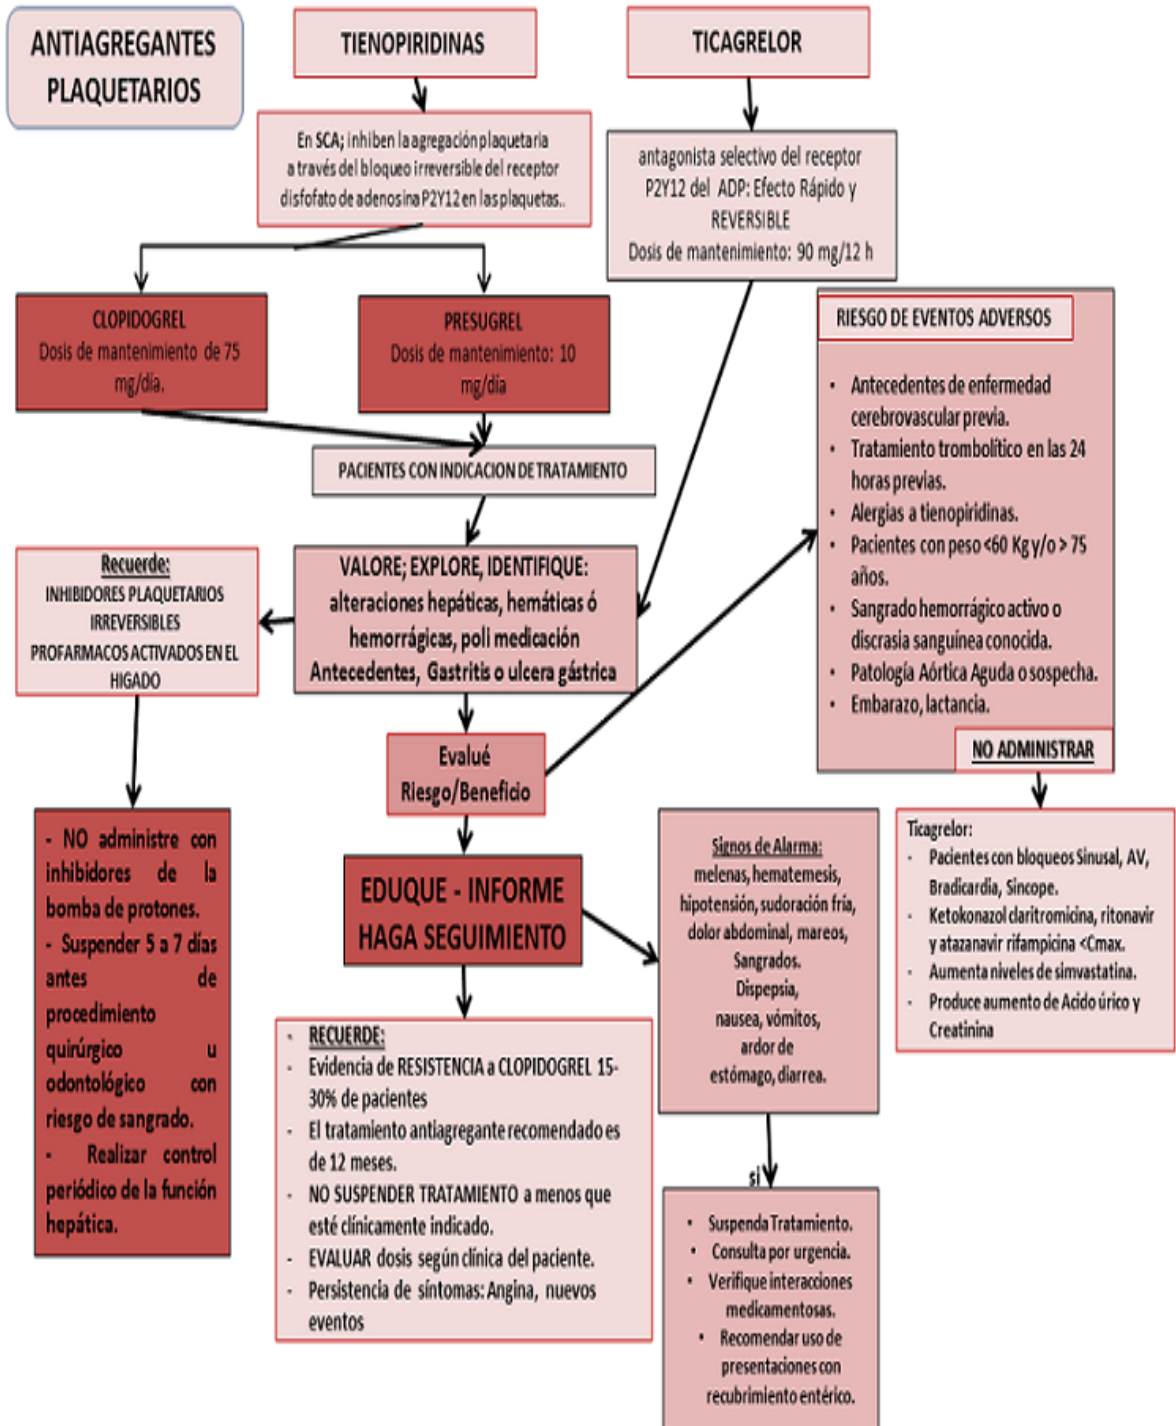 ANTIAGREGANTES
PLAQUETARIOS
TIENOPIRIDINAS
TICAGRELOR
En SCA; inhiben la agregación plaquetaria
a través del bloqueo irreversible del receptor
disfofato de adenosina P2Y12 en las plaquetas..
antagonista selectivo del receptor
P2Y12 del ADP: Efecto Rápido y
REVERSIBLE
Dosis de mantenimiento: 90 mg/12 h
CLOPIDOGREL
Dosis de mantenimiento de 75
mg/día.
PRESUGREL
Dosis de mantenimiento: 10
mg/día
RIESGO DE EVENTOS ADVERSOS
• Antecedentes de enfermedad
cerebrovascular previa.
• Tratamiento trombolítico en las 24
horas previas.
• Alergias a tienopiridinas.
• Pacientes con peso <60 Kg y/o > 75
años.
• Sangrado hemorrágico activo o
discrasia sanguínea conocida.
• Patología Aórtica Aguda o sospecha.
• Embarazo, lactancia.
NO ADMINISTRAR
PACIENTES CON INDICACION DE TRATAMIENTO
VALORE; EXPLORE, IDENTIFIQUE:
alteraciones hepáticas, hemáticas ó
hemorrágicas, poli medicación
Antecedentes, Gastritis o ulcera gástrica
Recuerde:
INHIBIDORES PLAQUETARIOS
IRREVERSIBLES
PROFARMACOS ACTIVADOS EN EL
HIGADO
Evalué
Riesgo/Beneficio
- NO administre con
inhibidores de la
bomba de protones.
- Suspender 5 a 7 días
antes de
procedimiento
quirúrgico u
odontológico con
riesgo de sangrado.
- Realizar control
periódico de la función
hepática.
EDUQUE - INFORME
HAGA SEGUIMIENTO
Signos de Alarma:
melenas, hematemesis,
hipotensión, sudoración fría,
dolor abdominal, mareos,
Sangrados.
Dispepsia,
nausea, vómitos,
ardor de
estómago, diarrea.
Ticagrelor:
- Pacientes con bloqueos Sinusal, AV,
Bradicardia, Sincope.
- Ketokonazol claritromicina, ritonavir
y atazanavir rifampicina <Cmax.
- Aumenta niveles de simvastatina.
- Produce aumento de Acido úrico y
Creatinina
- RECUERDE:
- Evidencia de RESISTENCIA a CLOPIDOGREL 15-
30% de pacientes
- El tratamiento antiagregante recomendado es
de 12 meses.
- NO SUSPENDER TRATAMIENTO a menos que
esté clínicamente indicado.
- EVALUAR dosis según clínica del paciente.
- Persistencia de síntomas: Angina, nuevos
eventos
si
• Suspenda Tratamiento.
• Consulta por urgencia.
• Verifique interacciones
medicamentosas.
• Recomendar uso de
presentaciones con
recubrimiento entérico.